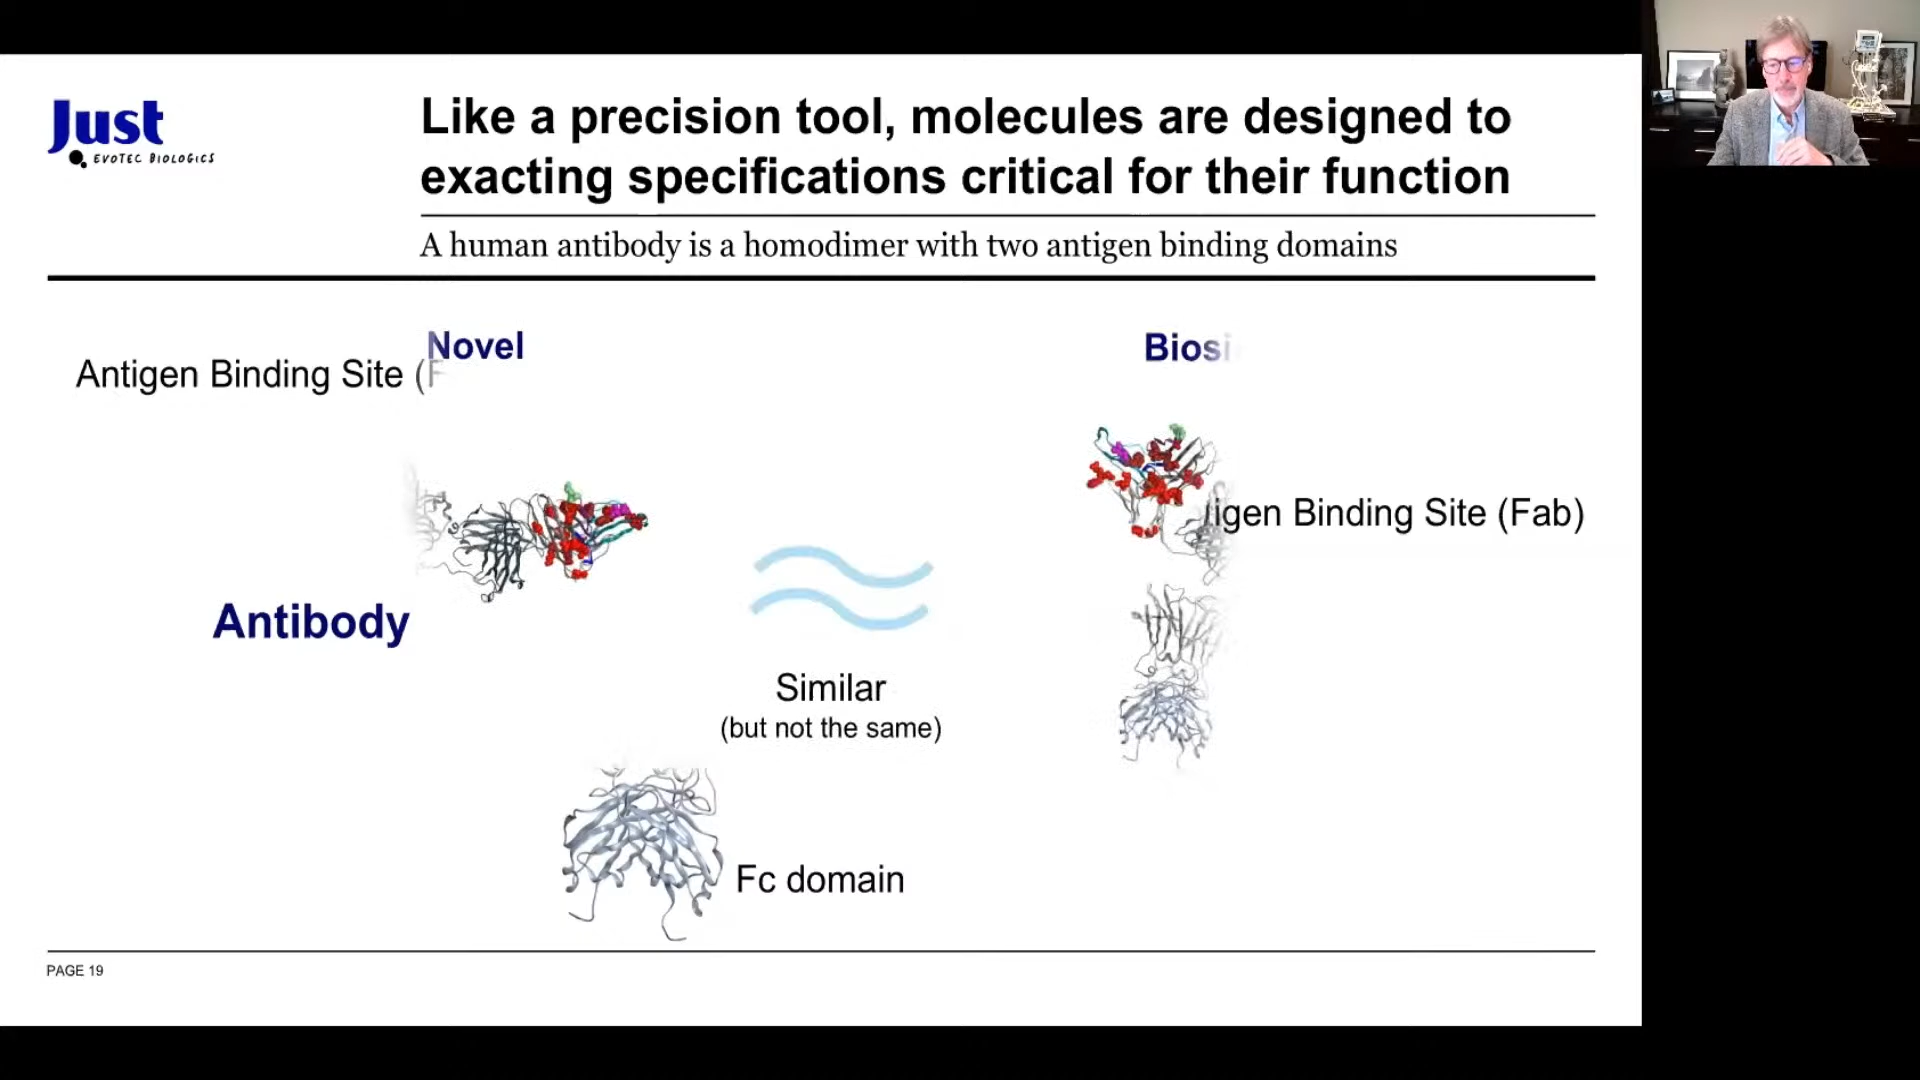 Just
EVOTEC BIOLOGICS
Like a precision tool, molecules are designed to
exacting specifications critical for their function
A human antibody is a homodimer with two antigen binding domains
Novel
Antigen Binding Site (F
Biosi
igen Binding Site (Fab)
Antibody
Similar
(but not the same)
Fc domain
PAGE 19